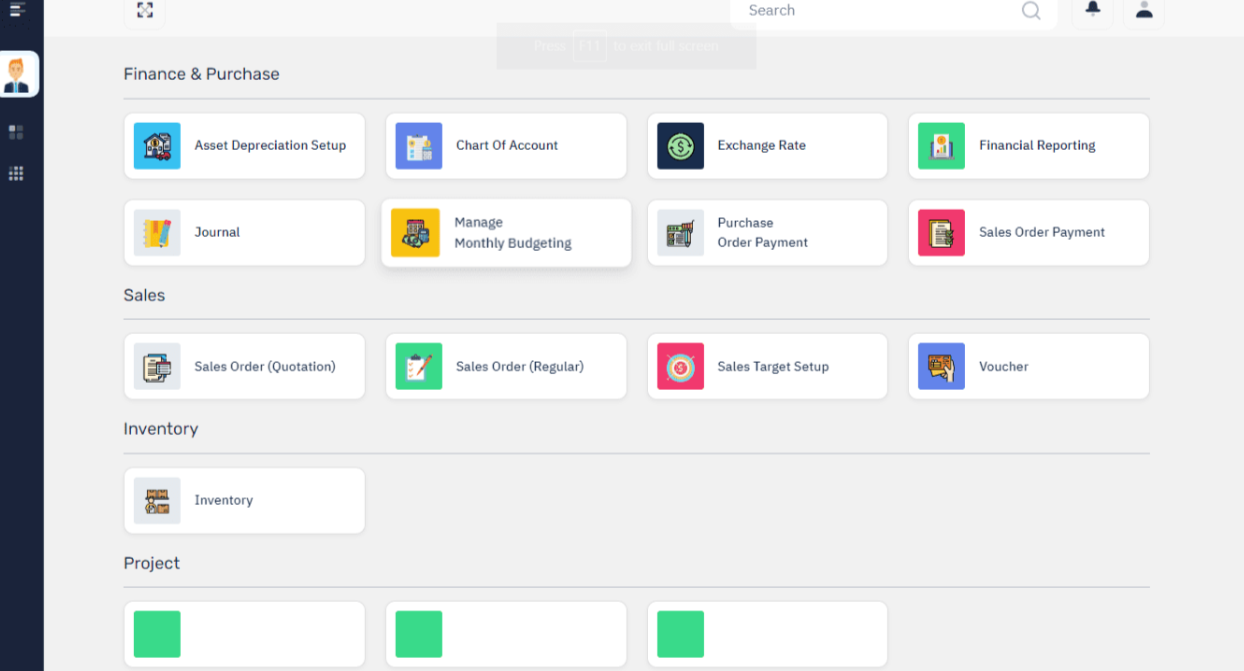 Search
Press F11 to exit full screen
Finance & Purchase
Asset Depreciation Setup
Chart Of Account
Exchange Rate
Financial Reporting
Journal
Manage
Monthly Budgeting
Purchase
Order Payment
Sales Order Payment
Sales
Sales Order (Quotation)
Sales Order (Regular)
Sales Target Setup
Voucher
Inventory
Inventory
Project